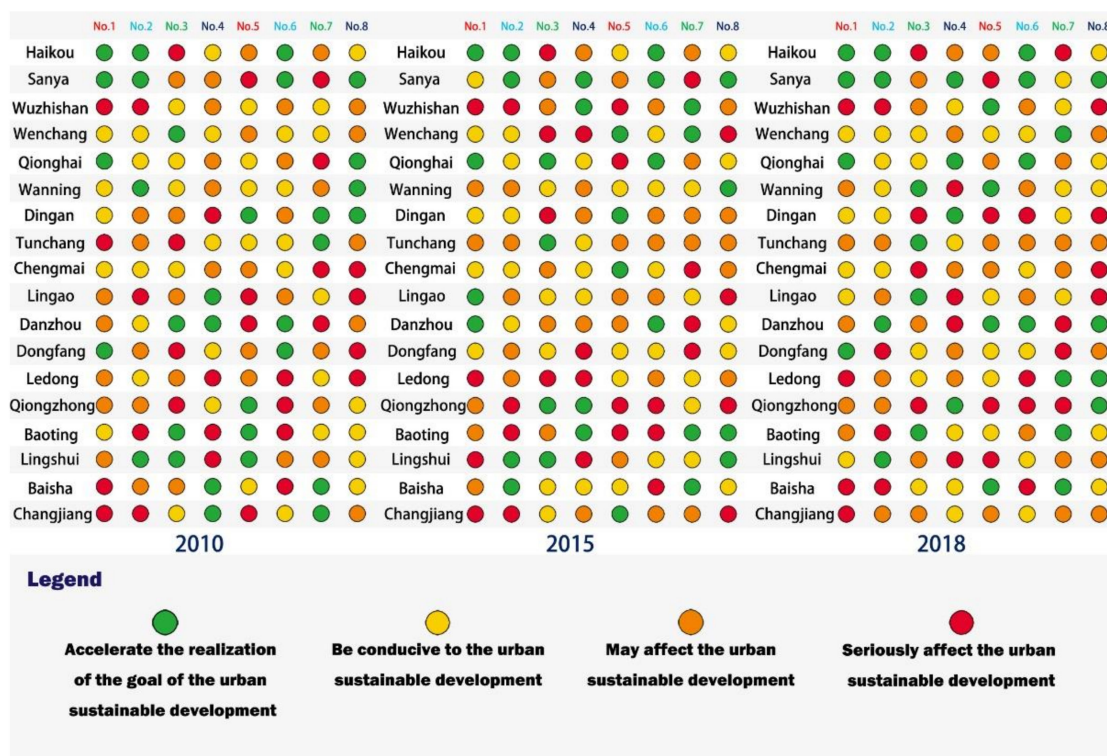 No.1 No.2 No.3 No.4 No.5 No.6 No.7 No.8 No.1 No.2 No.3 No.4 No.5 No.6 No.7 No.8 No.1 No.2 No.3 No.4 No.5 No.6 No.7 No.8
Haikou Haikou Haikou
Sanya Sanya Sanya
Wuzhishan Wuzhishan Wuzhishan
Wenchang Wenchang Wenchang
Qionghai Qionghai Qionghai
Wanning Wanning Wanning
Dingan Dingan Dingan
Tunchang Tunchang Tunchang
Chengmai Chengmai Chengmai
Lingao Lingao Lingao
Danzhou Danzhou Danzhou
Dongfang Dongfang Dongfang
Ledong Ledong Ledong
Qiongzhong Qiongzhong Qiongzhong
Baoting Baoting Baoting
Lingshui Lingshui Lingshui
Baisha Baisha Baisha
Changjiang Changjiang Changjiang
2010 2015 2018
Legend
Accelerate the realization
of the goal of the urban
sustainable development
Be conducive to the urban
sustainable development
May affect the urban
sustainable development
Seriously affect the urban
sustainable development